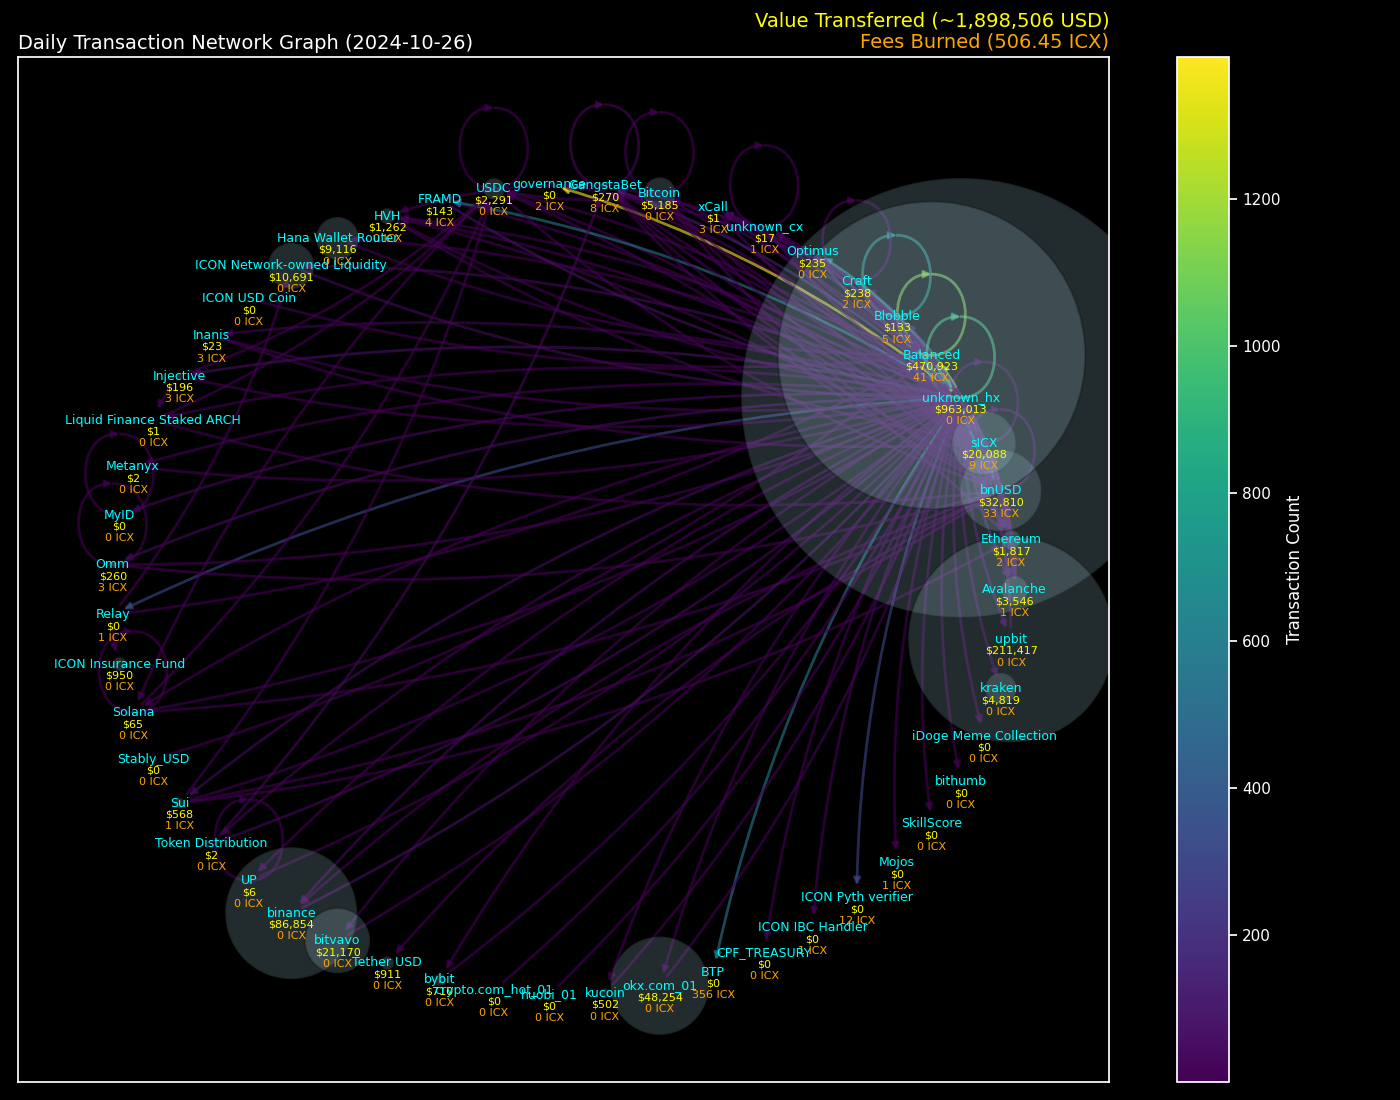 Value Transferred (~1,898,506 USD)
Daily Transaction Network Graph (2024-10-26)
Fees Burned (506.45 ICX)
USDC
$2,291
0 ICX
governance
$0
2 ICX
GangstaBet
$270
8 ICX
Bitcoin
$5,185
0 ICX
xCall
$1
3 ICX
unknown_cx
$17
1 ICX
Optimus
$235
0 ICX
Craft
$238
2 ICX
Blobble
$133
5 ICX
Balanced
$470,923
41 ICX
unknown_hx
$963,013
0 ICX
sICX
$20,088
9 ICX
bnUSD
$32,810
33 ICX
Ethereum
$1,817
2 ICX
Avalanche
$3,546
1 ICX
upbit
$211,417
0 ICX
kraken
$4,819
0 ICX
iDoge Meme Collection
$0
0 ICX
bithumb
$0
0 ICX
SkillScore
$0
0 ICX
Mojos
$0
1 ICX
ICON Pyth verifier
$0
12 ICX
ICON IBC Handler
$0
ICX
CPF_TREASURY
$0
0 ICX
BTP
$0
356 ICX
okx.com_01
$48,254
0 ICX
kucoin
$502
0 ICX
huobi_01
$0
0 ICX
crypto.com_hot_01
$0
0 ICX
bybit
0 ICX
Tether USD
$911
0 ICX
bitvavo
$21,170
0 ICX
binance
$86,854
0 ICX
UP
$6
0 ICX
Token Distribution
$2
0 ICX
Sui
$568
1 ICX
Stably_USD
$0
0 ICX
Solana
$65
0 ICX
ICON Insurance Fund
$950
0 ICX
Relay
$0
1 ICX
Omm
$260
3 ICX
MyID
$0
0 ICX
Metanyx
$2
0 ICX
Liquid Finance Staked ARCH
$1
0 ICX
Injective
$196
3 ICX
Inanis
$23
3 ICX
ICON USD Coin
$0
0 ICX
ICON Network-owned Liquidity
$10,691
0 ICX
Hana Wallet Router
$9,116
0 ICX
HVH
$1,262
ICX
FRAMD
$143
4 ICX
1200
1000
800
600
400
200
Transaction Count